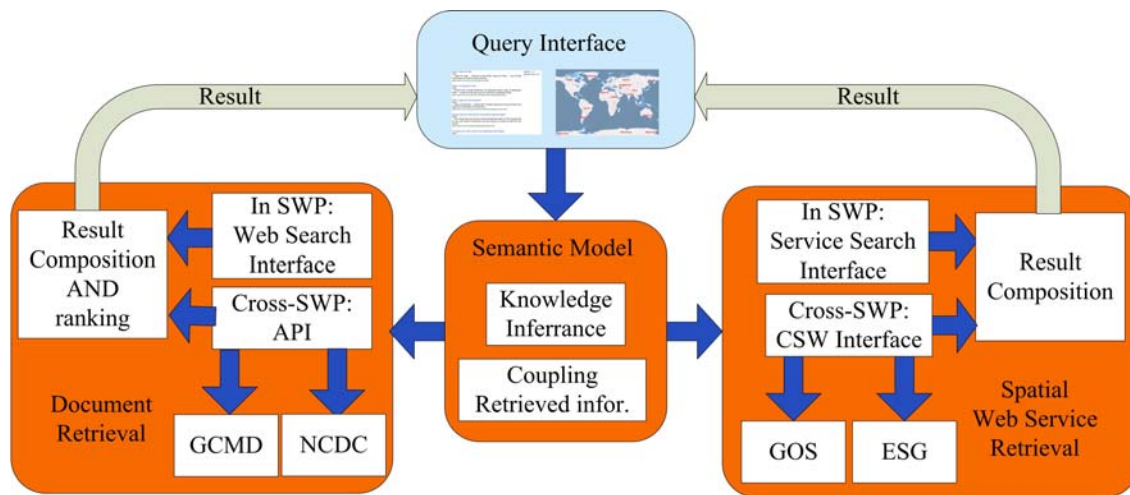 Query Interface
Result
Result
In SWP:
Web Search
Interface
Result
Composition
AND
ranking
Cross-SWP:
API
Document
Retrieval
GCMD
NCDC
Semantic Model
Knowledge
Inferrance
Coupling
Retrieved infor.
In SWP:
Service Search
Interface
Result
Composition
Cross-SWP:
CSW Interface
GOS
ESG
Spatial
Web Service
Retrieval